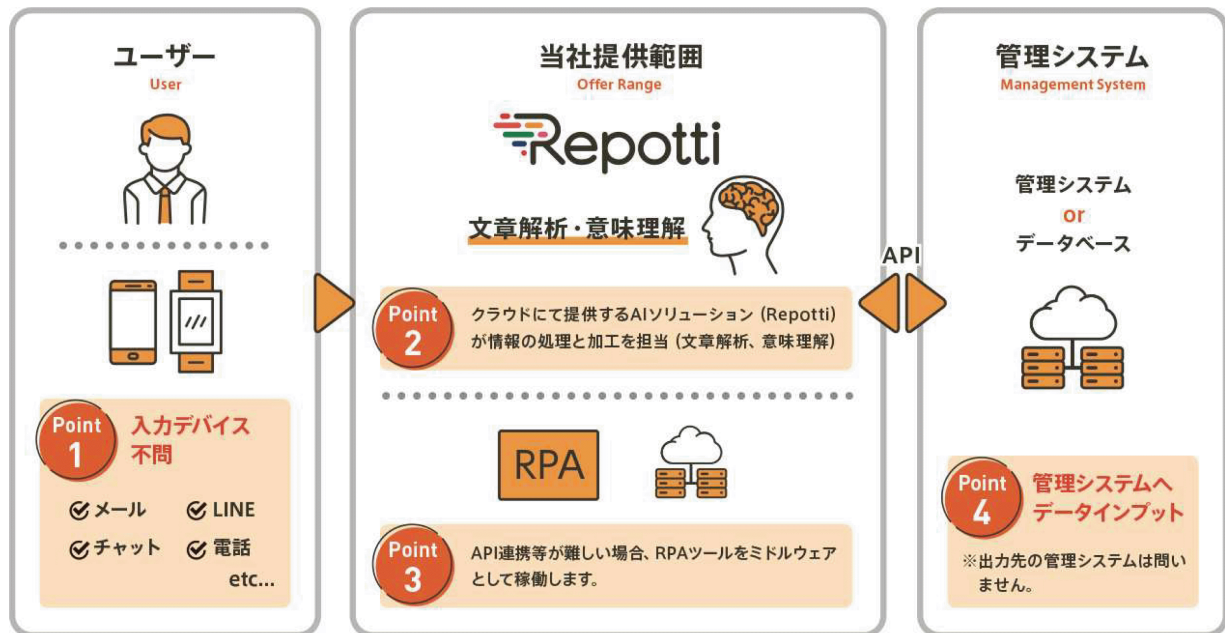 ユーザー
User
Point
1
入力デバイス
不問
メール
LINE
チャット
電話
etc...
当社提供範囲
Offer Range
Repotti
文章解析・意味理解
Point
2
クラウドにて提供するAIソリューション（Repotti）
が情報の処理と加工を担当（文章解析、意味理解）
RPA
Point
3
API連携等が難しい場合、RPAツールをミドルウェア
として稼働します。
API
管理システム
Management System
管理システム
or
データベース
Point
4
管理システムへ
データインプット
※出力先の管理システムは問い
ません。